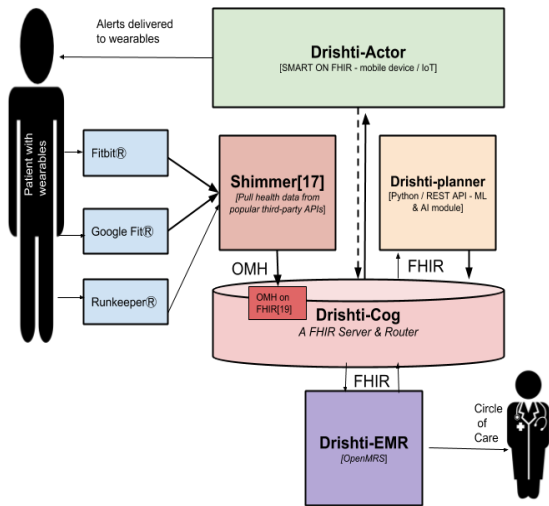 Alerts delivered
to wearables
Drishti-Actor
[SMART ON FHIR - mobile device / IoT]
Patient with
wearables
Fitbit®
Google Fit®
Runkeeper®
Shimmer[17]
[Pull health data from
popular third-party APIs]
Drishti-planner
[Python / REST API - ML
& AI module]
OMH
FHIR
OMH on
FHIR[19]
Drishti-Cog
A FHIR Server & Router
FHIR
Drishti-EMR
[OpenMRS]
Circle
of
Care